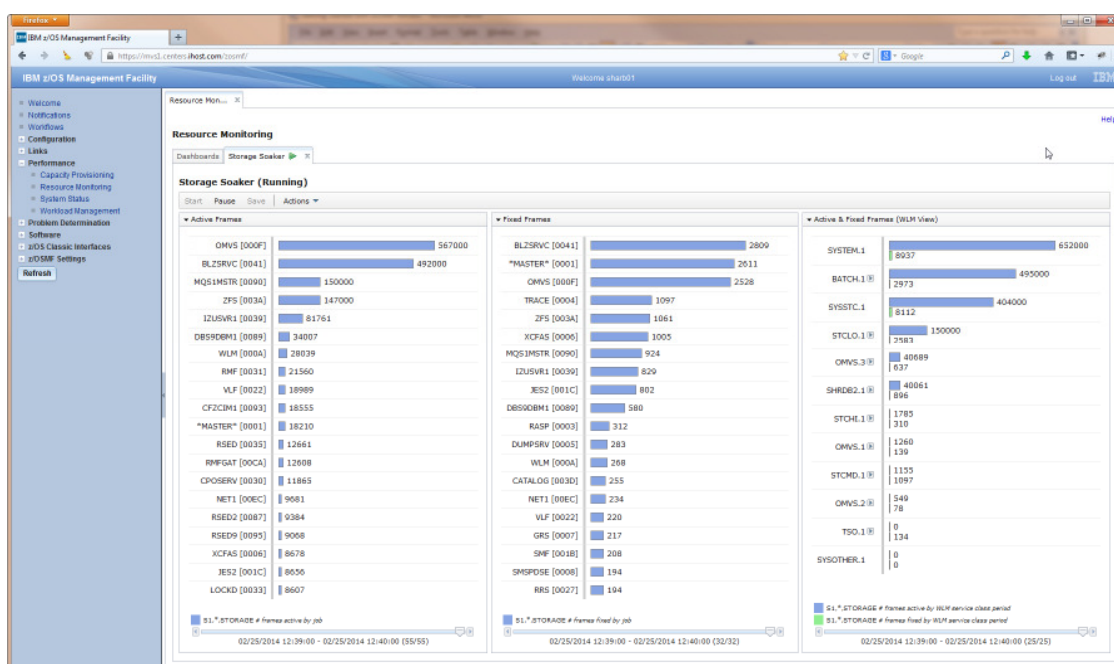 Firefox
IBM z/OS Management Facility
https://mvs1.centers.ihost.com/zosmf/
Google
IBM z/OS Management Facility
Welcome sharb01
Log out
IBM
Welcome
Notifications
Workflows
Configuration
Links
Performance
Capacity Provisioning
Resource Monitoring
System Status
Workload Management
Problem Determination
Software
z/OS Classic Interfaces
z/OSMF Settings
Refresh
Resource Mon...
Help
Resource Monitoring
Dashboards Storage Soaker
Storage Soaker (Running)
Start Pause Save Actions
Active Frames
OMVS [000F] 567000
BLZSRVC [0041] 492000
MQS1MSTR [0090] 150000
ZFS [003A] 147000
IZUSVR1 [0039] 81761
DBS9DBM1 [0089] 34007
WLM [000A] 28039
RMF [0031] 21560
VLF [0022] 18989
CFZCIM1 [0093] 18555
*MASTER* [0001] 18210
RSED [0035] 12661
RMFGAT [00CA] 12608
CPOSERV [0030] 11865
NET1 [00EC] 9681
RSED2 [0087] 9384
RSED9 [0095] 9068
XCFAS [0006] 8678
JES2 [001C] 8656
LOCKD [0033] 8607
S1,*,STORAGE # frames active by job
02/25/2014 12:39:00 - 02/25/2014 12:40:00 (55/55)
Fixed Frames
BLZSRVC [0041] 2809
*MASTER* [0001] 2611
OMVS [000F] 2528
TRACE [0004] 1097
ZFS [003A] 1061
XCFAS [0006] 1005
MQS1MSTR [0090] 924
IZUSVR1 [0039] 829
JES2 [001C] 802
DBS9DBM1 [0089] 580
RASP [0003] 312
DUMPSRV [0005] 283
WLM [000A] 268
CATALOG [003D] 255
NET1 [00EC] 234
VLF [0022] 220
GRS [0007] 217
SMF [001B] 208
SMSPDSE [0008] 194
RRS [0027] 194
S1,*,STORAGE # frames fixed by job
02/25/2014 12:39:00 - 02/25/2014 12:40:00 (32/32)
Active & Fixed Frames (WLM View)
SYSTEM.1 652000
8937
BATCH.1 495000
2973
SYSSTC.1 404000
8112
STCLO.1 150000
2583
OMVS.3 40689
637
SHRDB2.1 40061
896
STCHI.1 1785
310
OMVS.1 1260
139
STCMD.1 1155
1097
OMVS.2 549
78
TSO.1 0
134
SYSOTHER.1 0
0
S1,*,STORAGE # frames active by WLM service class period
S1,*,STORAGE # frames fixed by WLM service class period
02/25/2014 12:39:00 - 02/25/2014 12:40:00 (25/25)